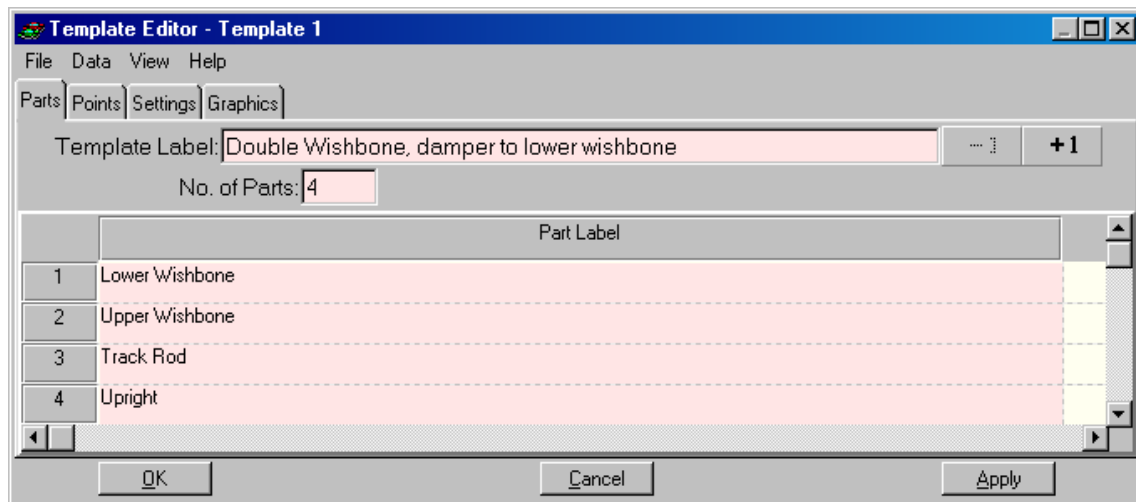 Template Editor - Template 1
File Data View Help
Parts Points Settings Graphics
Template Label: Double Wishbone, damper to lower wishbone +1
No. of Parts: 4
Part Label
1 Lower Wishbone
2 Upper Wishbone
3 Track Rod
4 Upright
OK Cancel Apply